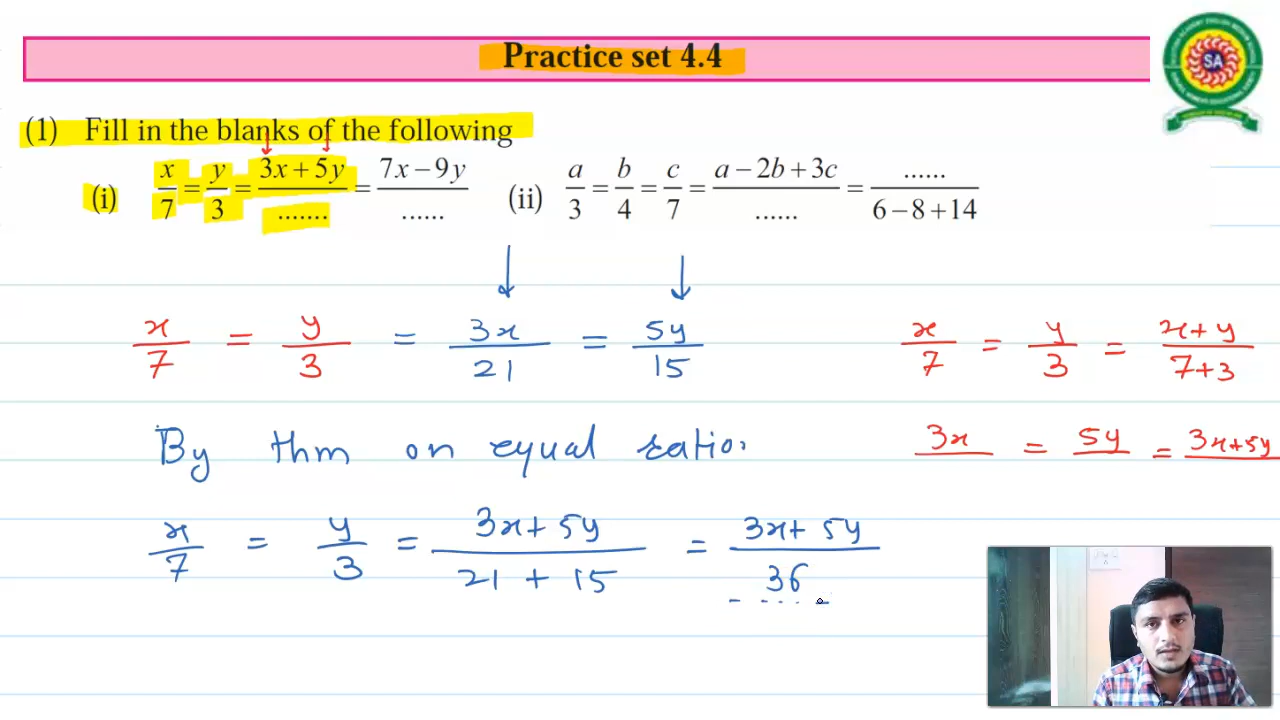 Practice set 4.4
SA
(1) Fill in the blanks of the following
(i) x/7 = y/3 = 3x + 5y/....... = 7x − 9y/...... (ii) a/3 = b/4 = c/7 = a − 2b + 3c/...... = ....../6 − 8 + 14
x/7 = y/3 = 3x/21 = 5y/15
x/7 = y/3 = x + y/7 + 3
By thm on equal ratio.
3x = 5y = 3x+5y
x/7 = y/3 = 3x + 5y/21 + 15 = 3x + 5y/36